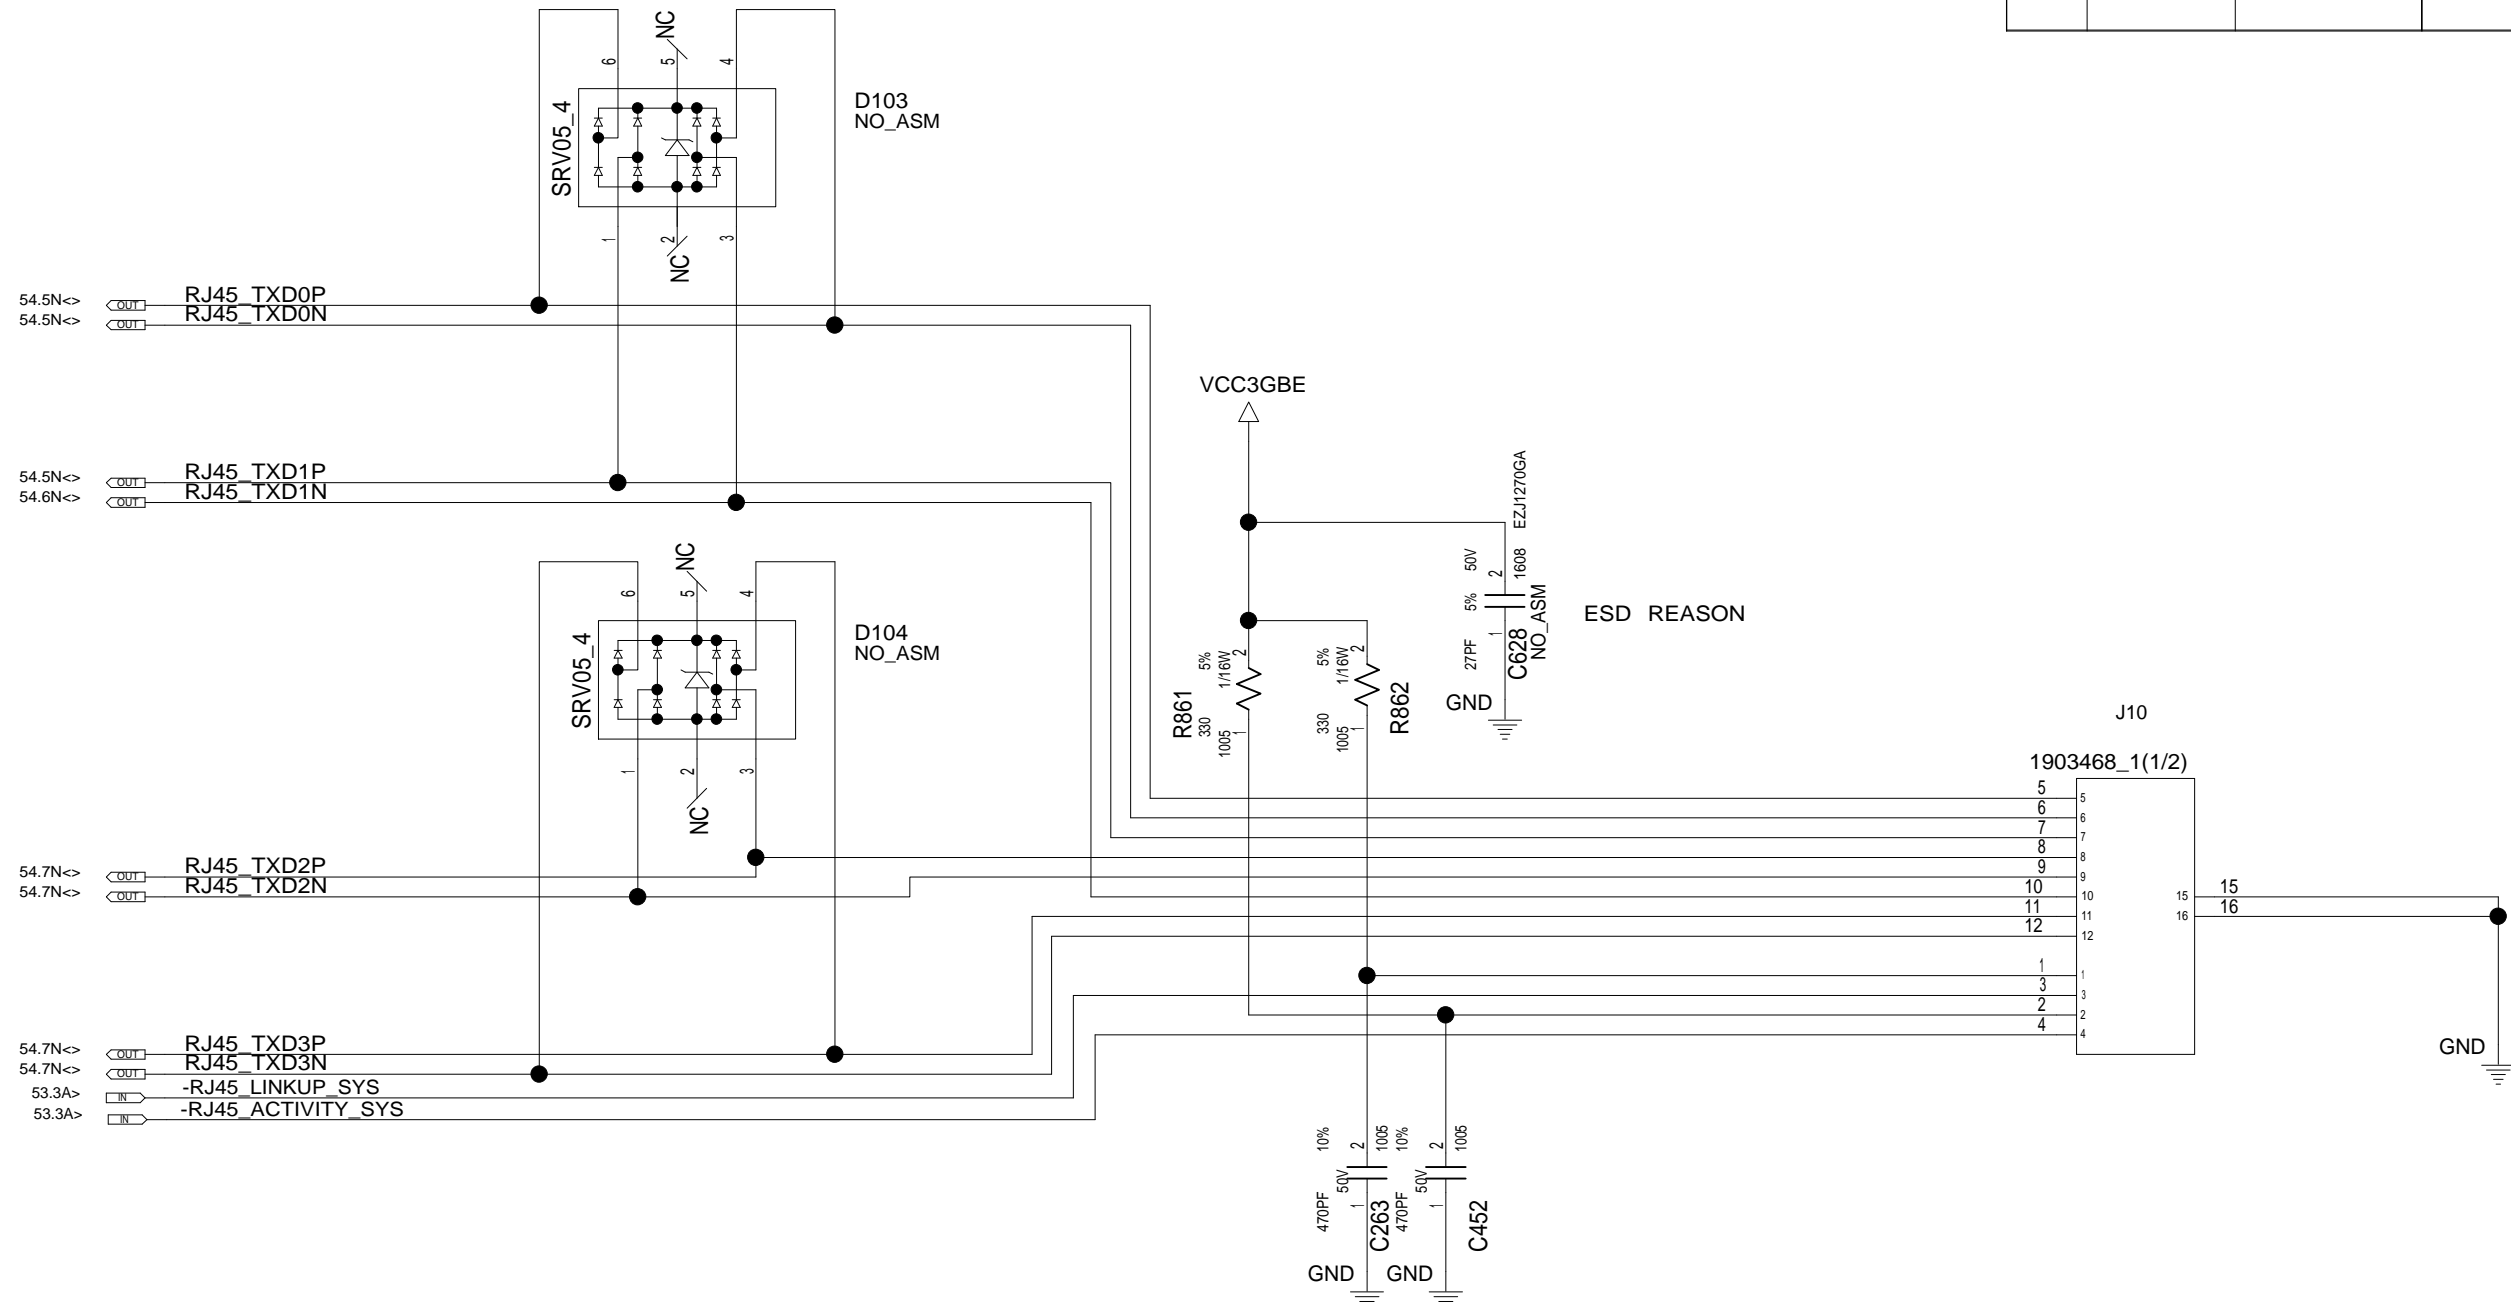 NC
6
5
4
SRV05_4
D103
NO_ASM
1
2
3
NC
54.5N<> OUT RJ45_TXD0P
54.5N<> OUT RJ45_TXD0N
VCC3GBE
54.5N<> OUT RJ45_TXD1P
54.6N<> OUT RJ45_TXD1N
NC
6
5
4
SRV05_4
D104
NO_ASM
1
2
3
NC
27PF 5% 50V
1 2
C628 1608 EZJ1270GA
NO_ASM
ESD REASON
GND
R861
330 5%
1005 1/16W
1 2
330 5%
1005 1/16W
1 2
R862
J10
1903468_1(1/2)
5 5
6 6
7 7
8 8
9 9
10 10
11 11
12 12
1 1
3 3
2 2
4 4
15 15
16 16
GND
54.7N<> OUT RJ45_TXD2P
54.7N<> OUT RJ45_TXD2N
54.7N<> OUT RJ45_TXD3P
54.7N<> OUT RJ45_TXD3N
53.3A> IN -RJ45_LINKUP_SYS
53.3A> IN -RJ45_ACTIVITY_SYS
470PF 10%
50V
1 2
C263 1005
GND
470PF 10%
50V
1 2
C452 1005
GND